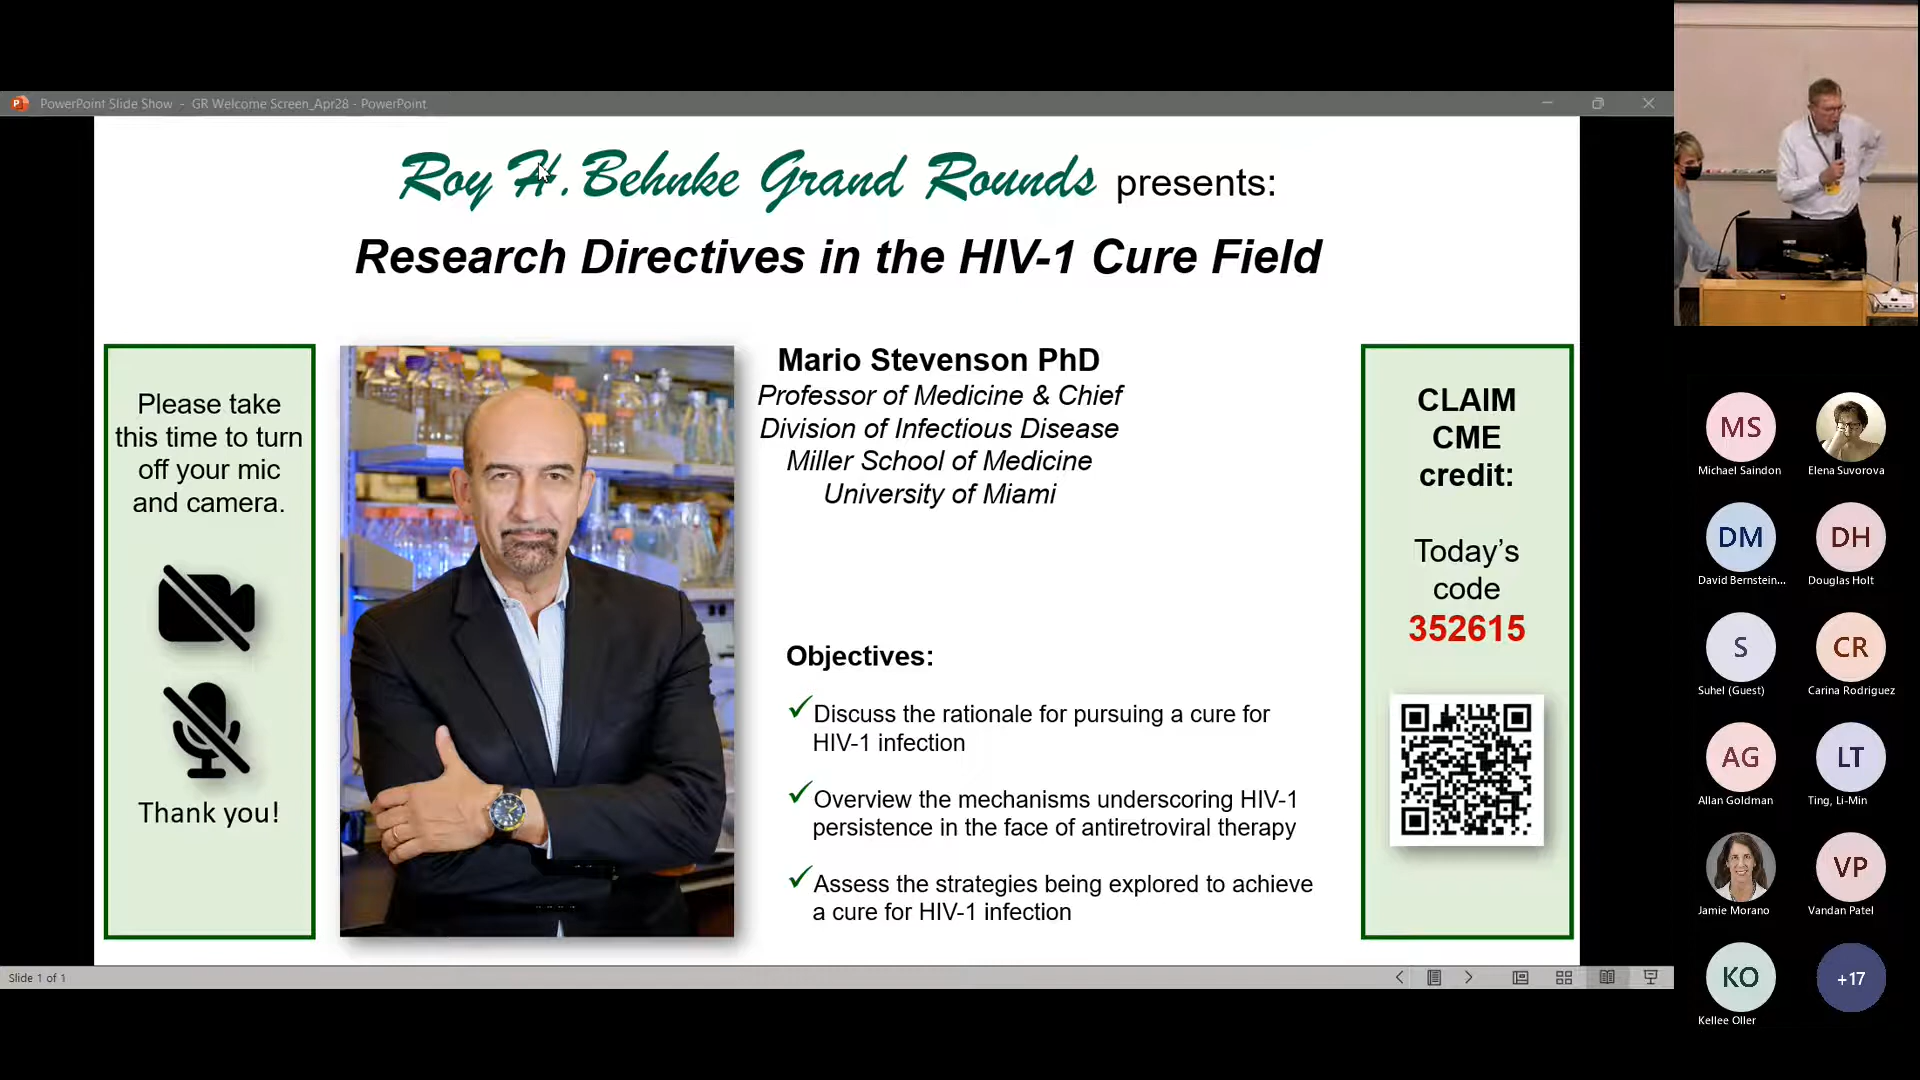 PowerPoint Slide Show - GR Welcome Screen_Apr28 - PowerPoint
Roy H. Behnke Grand Rounds presents:
Research Directives in the HIV-1 Cure Field
Please take
this time to turn
off your mic
and camera.
Thank you!
Mario Stevenson PhD
Professor of Medicine & Chief
Division of Infectious Disease
Miller School of Medicine
University of Miami
Objectives:
Discuss the rationale for pursuing a cure for
HIV-1 infection
Overview the mechanisms underscoring HIV-1
persistence in the face of antiretroviral therapy
Assess the strategies being explored to achieve
a cure for HIV-1 infection
CLAIM
CME
credit:
Today’s
code
352615
Slide 1 of 1
MS
Michael Saindon
Elena Suvorova
DM
David Bernstein...
DH
Douglas Holt
S
Suhel (Guest)
CR
Carina Rodriguez
AG
Allan Goldman
LT
Ting, Li-Min
Jamie Morano
VP
Vandan Patel
KO
Kellee Oller
+17